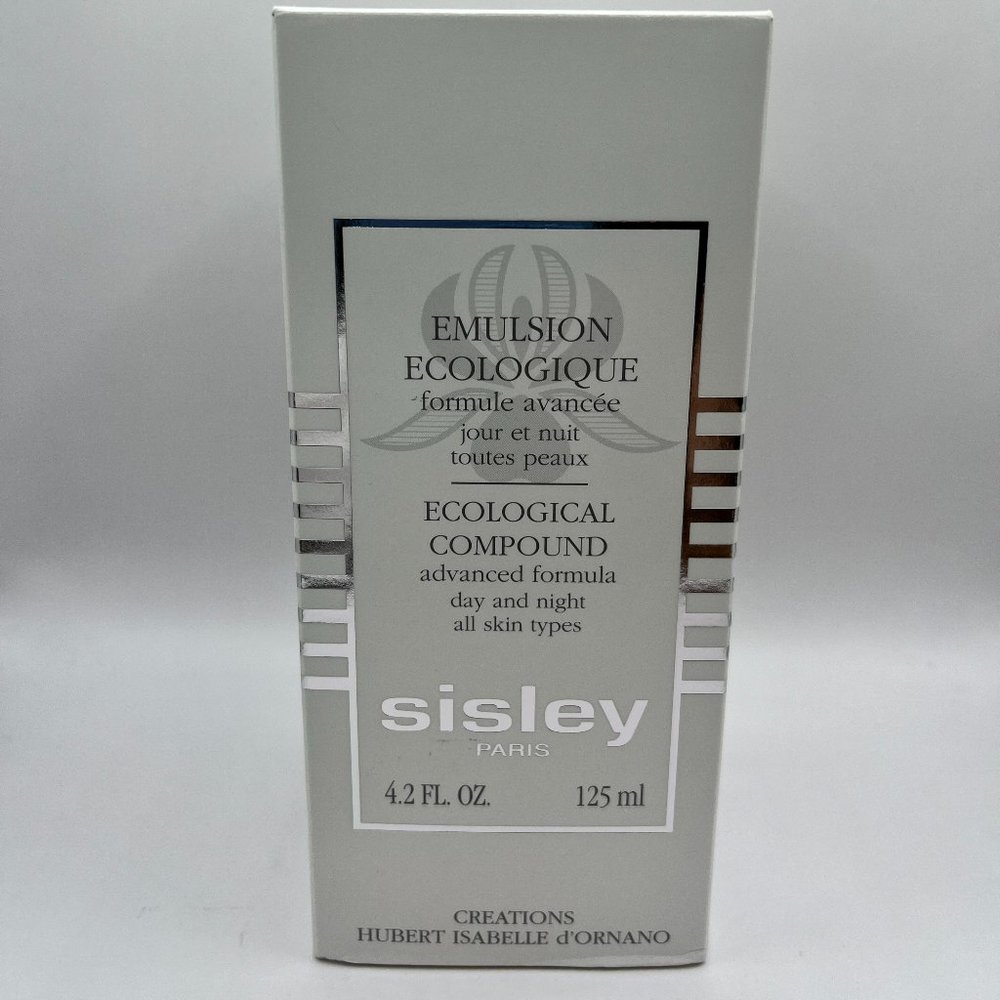 EMULSION
ECOLOGIQUE
formule avancée
jour et nuit
toutes peaux
ECOLOGICAL
COMPOUND
advanced formula
day and night
all skin types
sisley
PARIS
4.2 FL. OZ. 125 ml
CREATIONS
HUBERT ISABELLE d'ORNANO